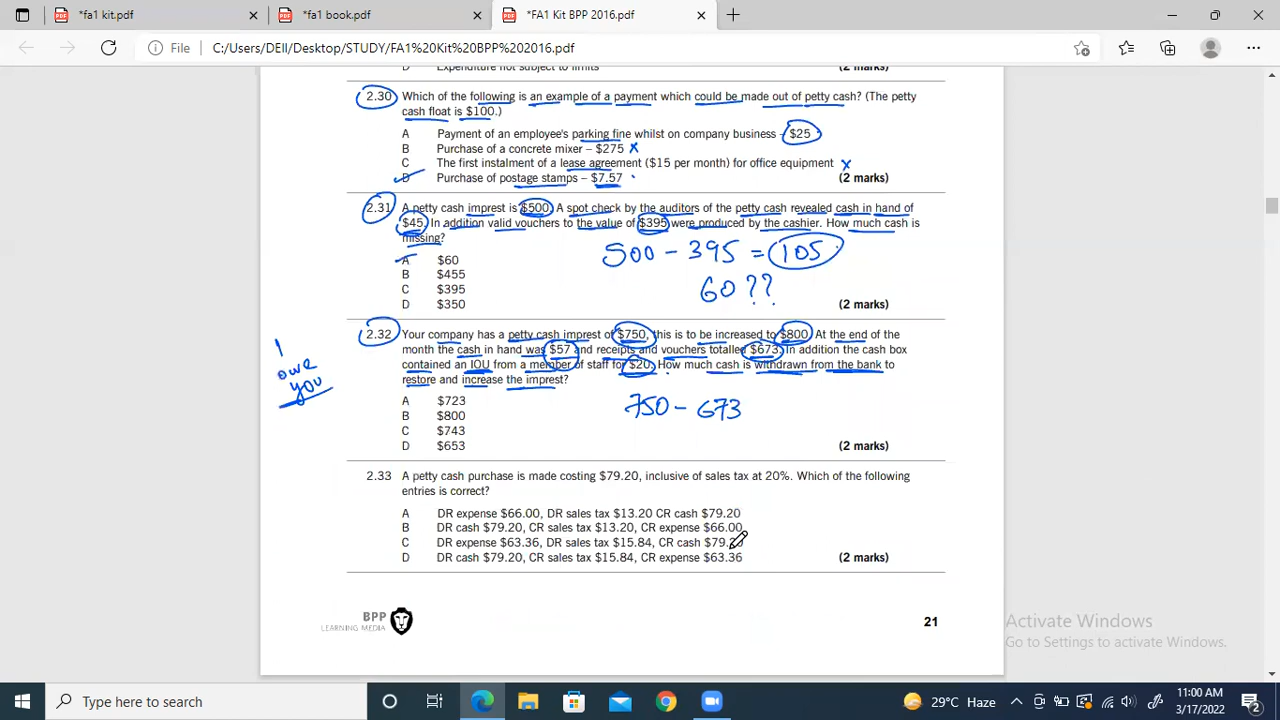 *fa1 kit.pdf
*fa1 book.pdf
*FA1 Kit BPP 2016.pdf
File C:/Users/DEll/Desktop/STUDY/FA1%20Kit%20BPP%202016.pdf
D Expenditure not subject to limits (2 marks)
2.30 Which of the following is an example of a payment which could be made out of petty cash? (The petty
cash float is $100.)
A Payment of an employee's parking fine whilst on company business – $25
B Purchase of a concrete mixer – $275 x
C The first instalment of a lease agreement ($15 per month) for office equipment x
D Purchase of postage stamps – $7.57 (2 marks)
2.31 A petty cash imprest is $500. A spot check by the auditors of the petty cash revealed cash in hand of
$45. In addition valid vouchers to the value of $395 were produced by the cashier. How much cash is
missing?
500 - 395 = 105
A $60
B $455
60 ??
C $395
D $350 (2 marks)
2.32 Your company has a petty cash imprest of $750, this is to be increased to $800. At the end of the
month the cash in hand was $57 and receipts and vouchers totalled $673. In addition the cash box
contained an IOU from a member of staff for $20. How much cash is withdrawn from the bank to
restore and increase the imprest?
I
owe
you
A $723
750 - 673
B $800
C $743
D $653 (2 marks)
2.33 A petty cash purchase is made costing $79.20, inclusive of sales tax at 20%. Which of the following
entries is correct?
A DR expense $66.00, DR sales tax $13.20 CR cash $79.20
B DR cash $79.20, CR sales tax $13.20, CR expense $66.00
C DR expense $63.36, DR sales tax $15.84, CR cash $79.20
D DR cash $79.20, CR sales tax $15.84, CR expense $63.36 (2 marks)
BPP
LEARNING MEDIA
21
Activate Windows
Go to Settings to activate Windows.
Type here to search
29°C Haze
11:00 AM
3/17/2022
2